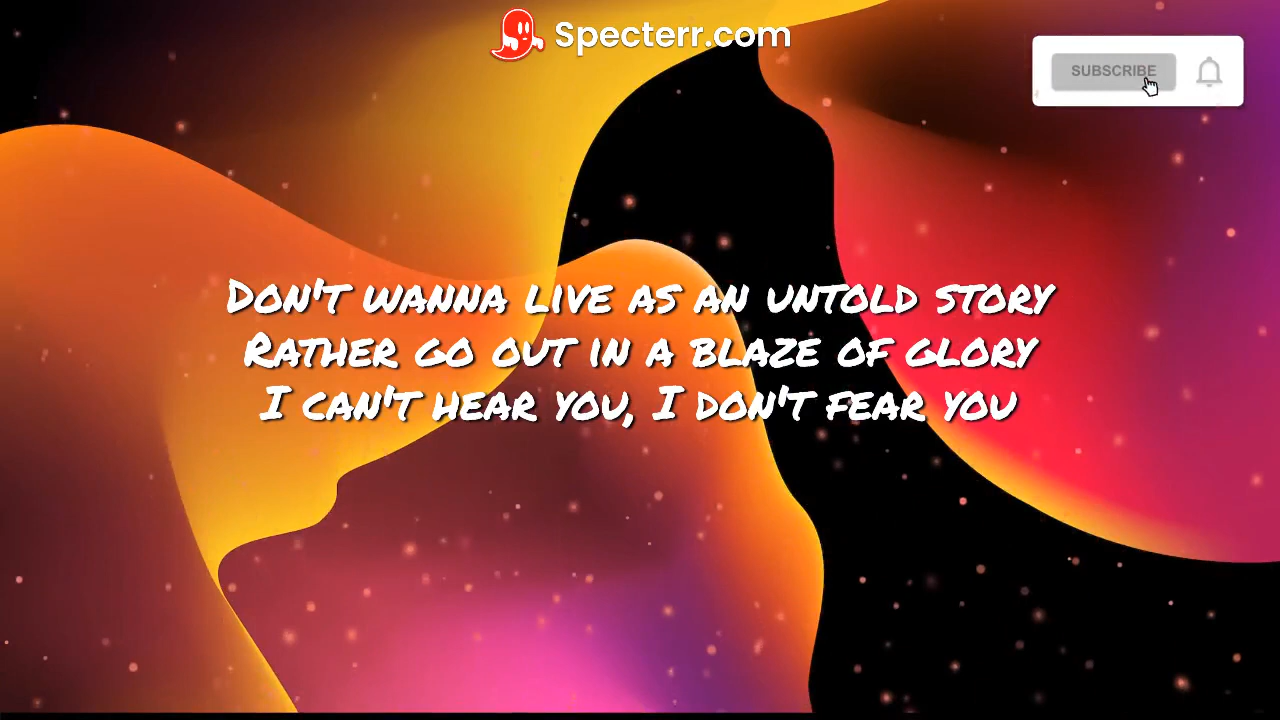 Specterr.com
SUBSCRIBE
Don't wanna live as an untold story
Rather go out in a blaze of glory
I can't hear you, I don't fear you